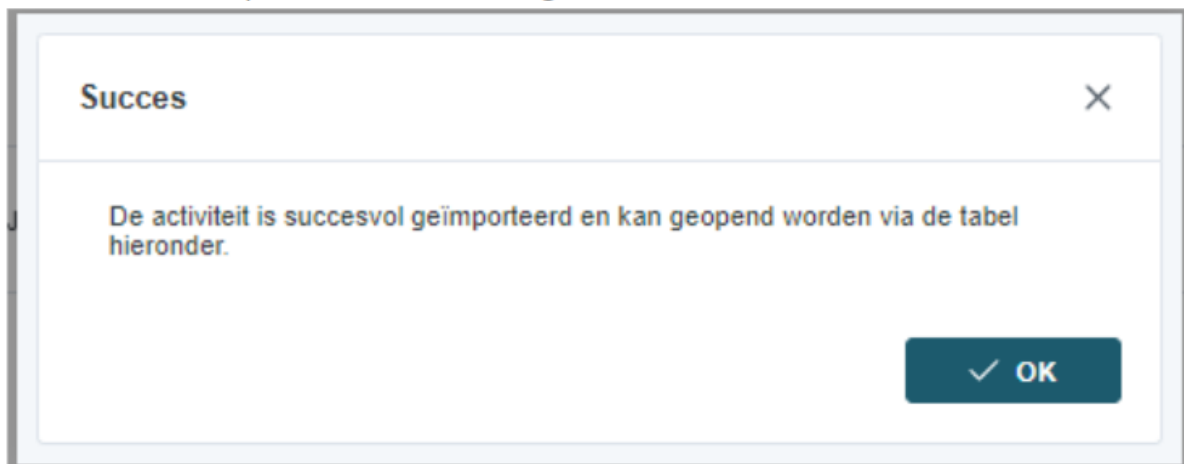 Succes
De activiteit is succesvol geïmporteerd en kan geopend worden via de tabel
hieronder.
OK